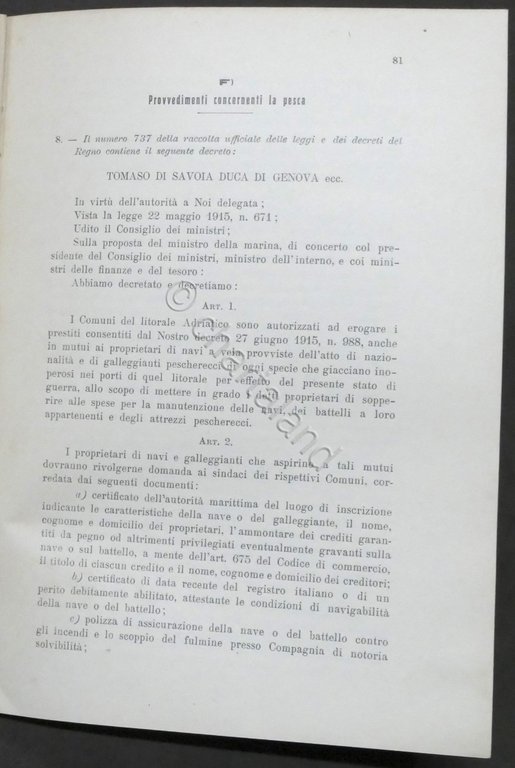 81
F)
Provvedimenti concernenti la pesca
8. — Il numero 737 della raccolta ufficiale delle leggi e dei decreti del
Regno contiene il seguente decreto:
TOMASO DI SAVOIA DUCA DI GENOVA ecc.
In virtù dell'autorità a Noi delegata;
Vista la legge 22 maggio 1915, n. 671;
Udito il Consiglio dei ministri;
Sulla proposta del ministro della marina, di concerto col pre-
sidente del Consiglio dei ministri, ministro dell'interno, e coi mini-
stri delle finanze e del tesoro:
Abbiamo decretato e decretiamo:
ART. 1.
I Comuni del litorale Adriatico sono autorizzati ad erogare i
prestiti consentiti dal Nostro decreto 27 giugno 1915, n. 988, anche
in mutui ai proprietari di navi a vela provviste dell'atto di nazio-
nalità e di galleggianti pescherecci di ogni specie che giacciano ino-
perosi nei porti di quel litorale per effetto del presente stato di
guerra, allo scopo di mettere in grado i detti proprietari di soppe-
rire alle spese per la manutenzione delle navi, dei battelli a loro
appartenenti e degli attrezzi pescherecci.
ART. 2.
I proprietari di navi e galleggianti che aspirino a tali mutui
dovranno rivolgerne domanda ai sindaci dei rispettivi Comuni, cor-
redata dai seguenti documenti:
a) certificato dell'autorità marittima del luogo di inscrizione
indicante le caratteristiche della nave o del galleggiante, il nome,
cognome e domicilio dei proprietari, l'ammontare dei crediti garan-
titi da pegno od altrimenti privilegiati eventualmente gravanti sulla
nave o sul battello, a mente dell'art. 675 del Codice di commercio,
il titolo di ciascun credito e il nome, cognome e domicilio dei creditori;
b) certificato di data recente del registro italiano o di un
perito debitamente abilitato, attestante le condizioni di navigabilità
della nave o del battello;
c) polizza di assicurazione della nave o del battello contro
gli incendi e lo scoppio del fulmine presso Compagnia di notoria
solvibilità;
© charteland